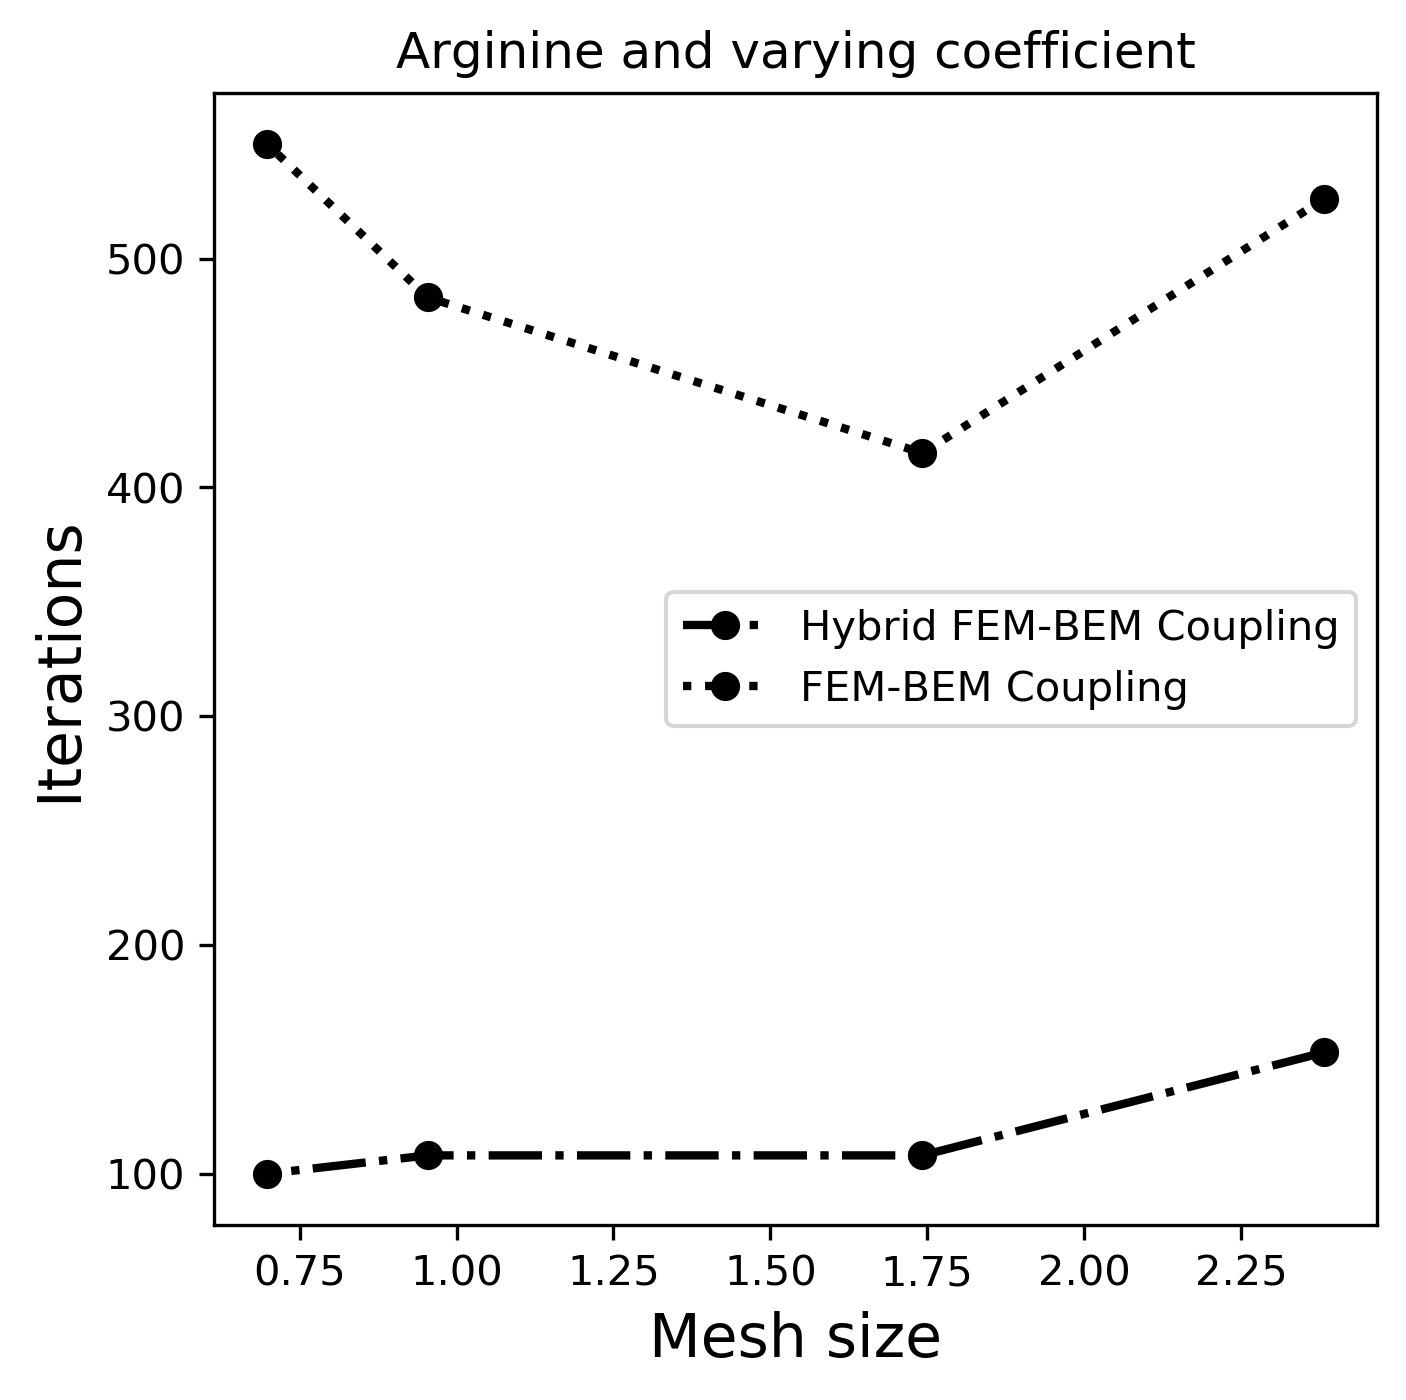 Arginine and varying coefficient
Iterations
500
400
300
200
100
Hybrid FEM-BEM Coupling
FEM-BEM Coupling
0.75 1.00 1.25 1.50 1.75 2.00 2.25
Mesh size